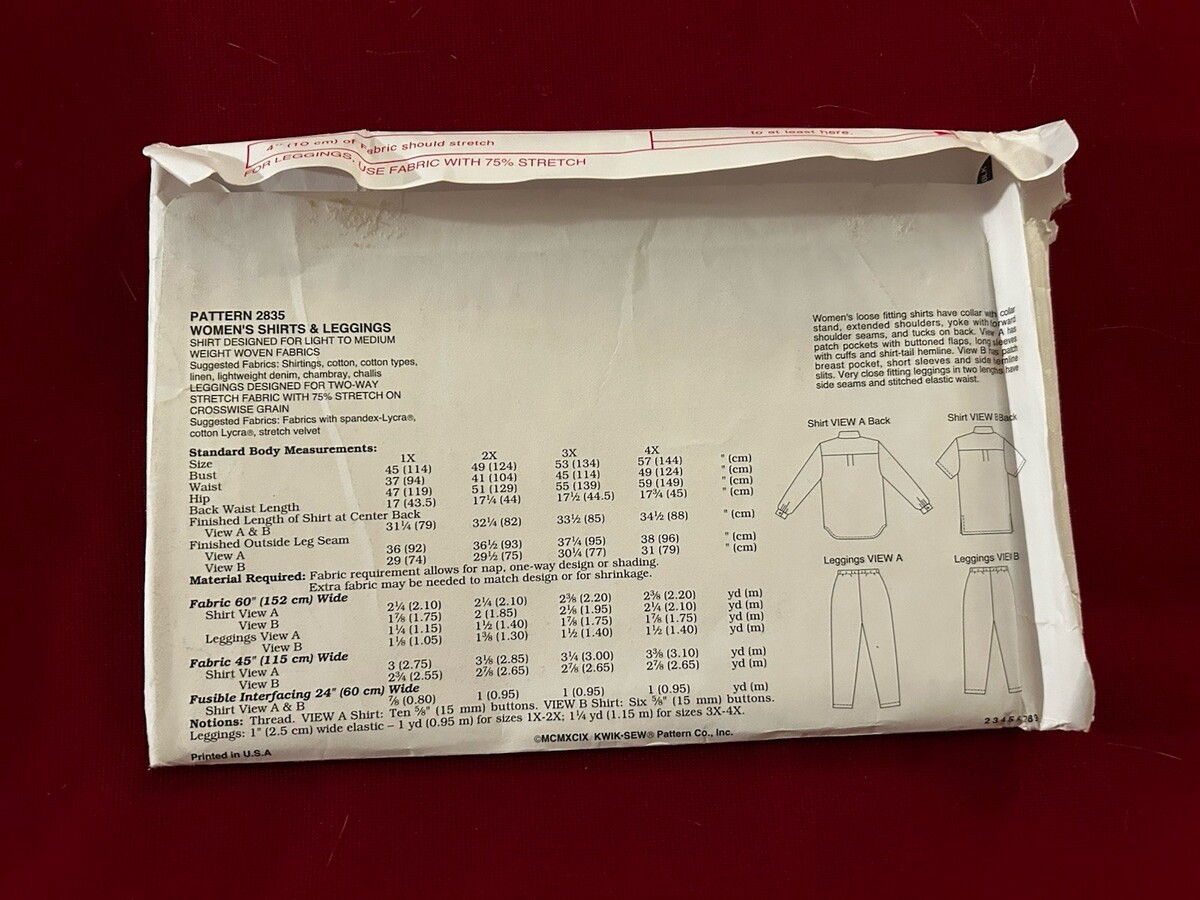 4" (10 cm) of fabric should stretch
to at least here.
FOR LEGGINGS, USE FABRIC WITH 75% STRETCH
PATTERN 2835
WOMEN'S SHIRTS & LEGGINGS
SHIRT DESIGNED FOR LIGHT TO MEDIUM
WEIGHT WOVEN FABRICS
Suggested Fabrics: Shirtings, cotton, cotton types,
linen, lightweight denim, chambray, challis
LEGGINGS DESIGNED FOR TWO-WAY
STRETCH FABRIC WITH 75% STRETCH ON
CROSSWISE GRAIN
Suggested Fabrics: Fabrics with spandex-Lycra®,
cotton Lycra®, stretch velvet
Women's loose fitting shirts have collar with collar
stand, extended shoulders, yoke with forward
shoulder seams, and tucks on back. View A has
patch pockets with buttoned flaps, long sleeves
with cuffs and shirt-tail hemline. View B has patch
breast pocket, short sleeves and side hemline
slits. Very close fitting leggings in two lengths have
side seams and stitched elastic waist.
Standard Body Measurements:
Size 1X 2X 3X 4X
Bust 45 (114) 49 (124) 53 (134) 57 (144) " (cm)
Waist 37 (94) 41 (104) 45 (114) 49 (124) " (cm)
Hip 47 (119) 51 (129) 55 (139) 59 (149) " (cm)
Back Waist Length 17 (43.5) 17¼ (44) 17½ (44.5) 17¾ (45) " (cm)
Finished Length of Shirt at Center Back
View A & B 31¼ (79) 32¼ (82) 33½ (85) 34½ (88) " (cm)
Finished Outside Leg Seam
View A 36 (92) 36½ (93) 37¼ (95) 38 (96) " (cm)
View B 29 (74) 29½ (75) 30¼ (77) 31 (79) " (cm)
Material Required: Fabric requirement allows for nap, one-way design or shading.
Extra fabric may be needed to match design or for shrinkage.
Fabric 60" (152 cm) Wide
Shirt View A 2¼ (2.10) 2¼ (2.10) 2⅜ (2.20) 2⅜ (2.20) yd (m)
View B 1⅞ (1.75) 2 (1.85) 2⅛ (1.95) 2¼ (2.10) yd (m)
Leggings View A 1¼ (1.15) 1½ (1.40) 1⅞ (1.75) 1⅞ (1.75) yd (m)
View B 1⅛ (1.05) 1⅜ (1.30) 1½ (1.40) 1½ (1.40) yd (m)
Fabric 45" (115 cm) Wide
Shirt View A 3 (2.75) 3⅛ (2.85) 3¼ (3.00) 3⅜ (3.10) yd (m)
View B 2¾ (2.55) 2⅞ (2.65) 2⅞ (2.65) 2⅞ (2.65) yd (m)
Fusible Interfacing 24" (60 cm) Wide
Shirt View A & B ⅞ (0.80) 1 (0.95) 1 (0.95) 1 (0.95) yd (m)
Notions: Thread. VIEW A Shirt: Ten ⅝" (15 mm) buttons. VIEW B Shirt: Six ⅝" (15 mm) buttons.
Leggings: 1" (2.5 cm) wide elastic – 1 yd (0.95 m) for sizes 1X-2X; 1¼ yd (1.15 m) for sizes 3X-4X.
Shirt VIEW A Back
Shirt VIEW B Back
Leggings VIEW A
Leggings VIEW B
©MCMXCIX KWIK-SEW® Pattern Co., Inc.
Printed in U.S.A